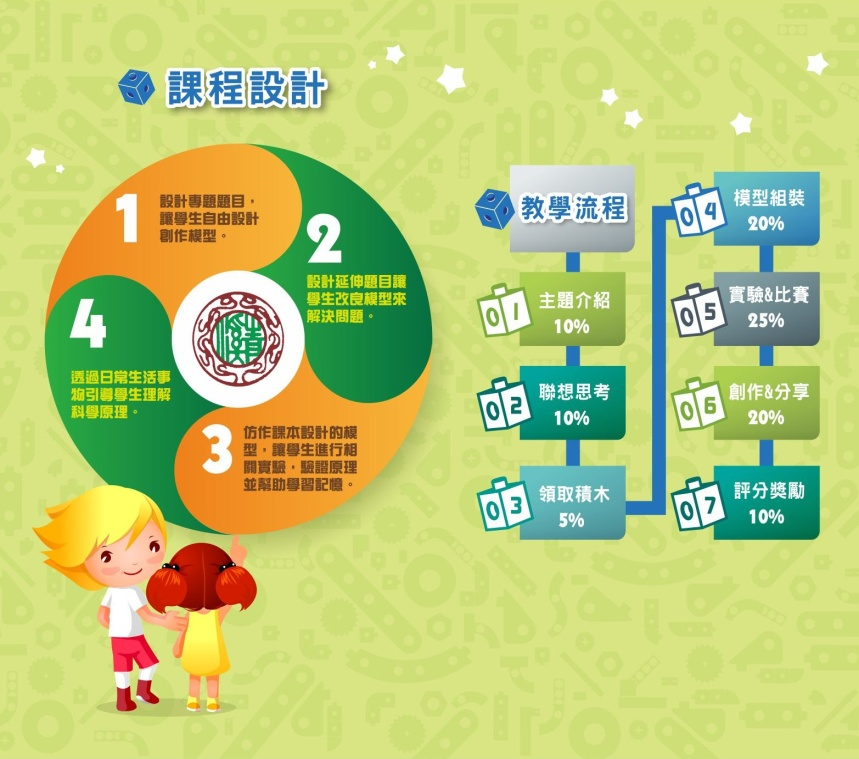 課程設計
1
設計專題題目，
讓學生自由設計
創作模型。
2
設計延伸題目讓
學生改良模型來
解決問題。
3
仿作課本設計的模
型，讓學生進行相
關實驗，驗證原理
並幫助學習記憶。
4
透過日常生活事
物引導學生理解
科學原理。
教學流程
01
主題介紹
10%
02
聯想思考
10%
03
領取積木
5%
04
模型組裝
20%
05
實驗&比賽
25%
06
創作&分享
20%
07
評分獎勵
10%